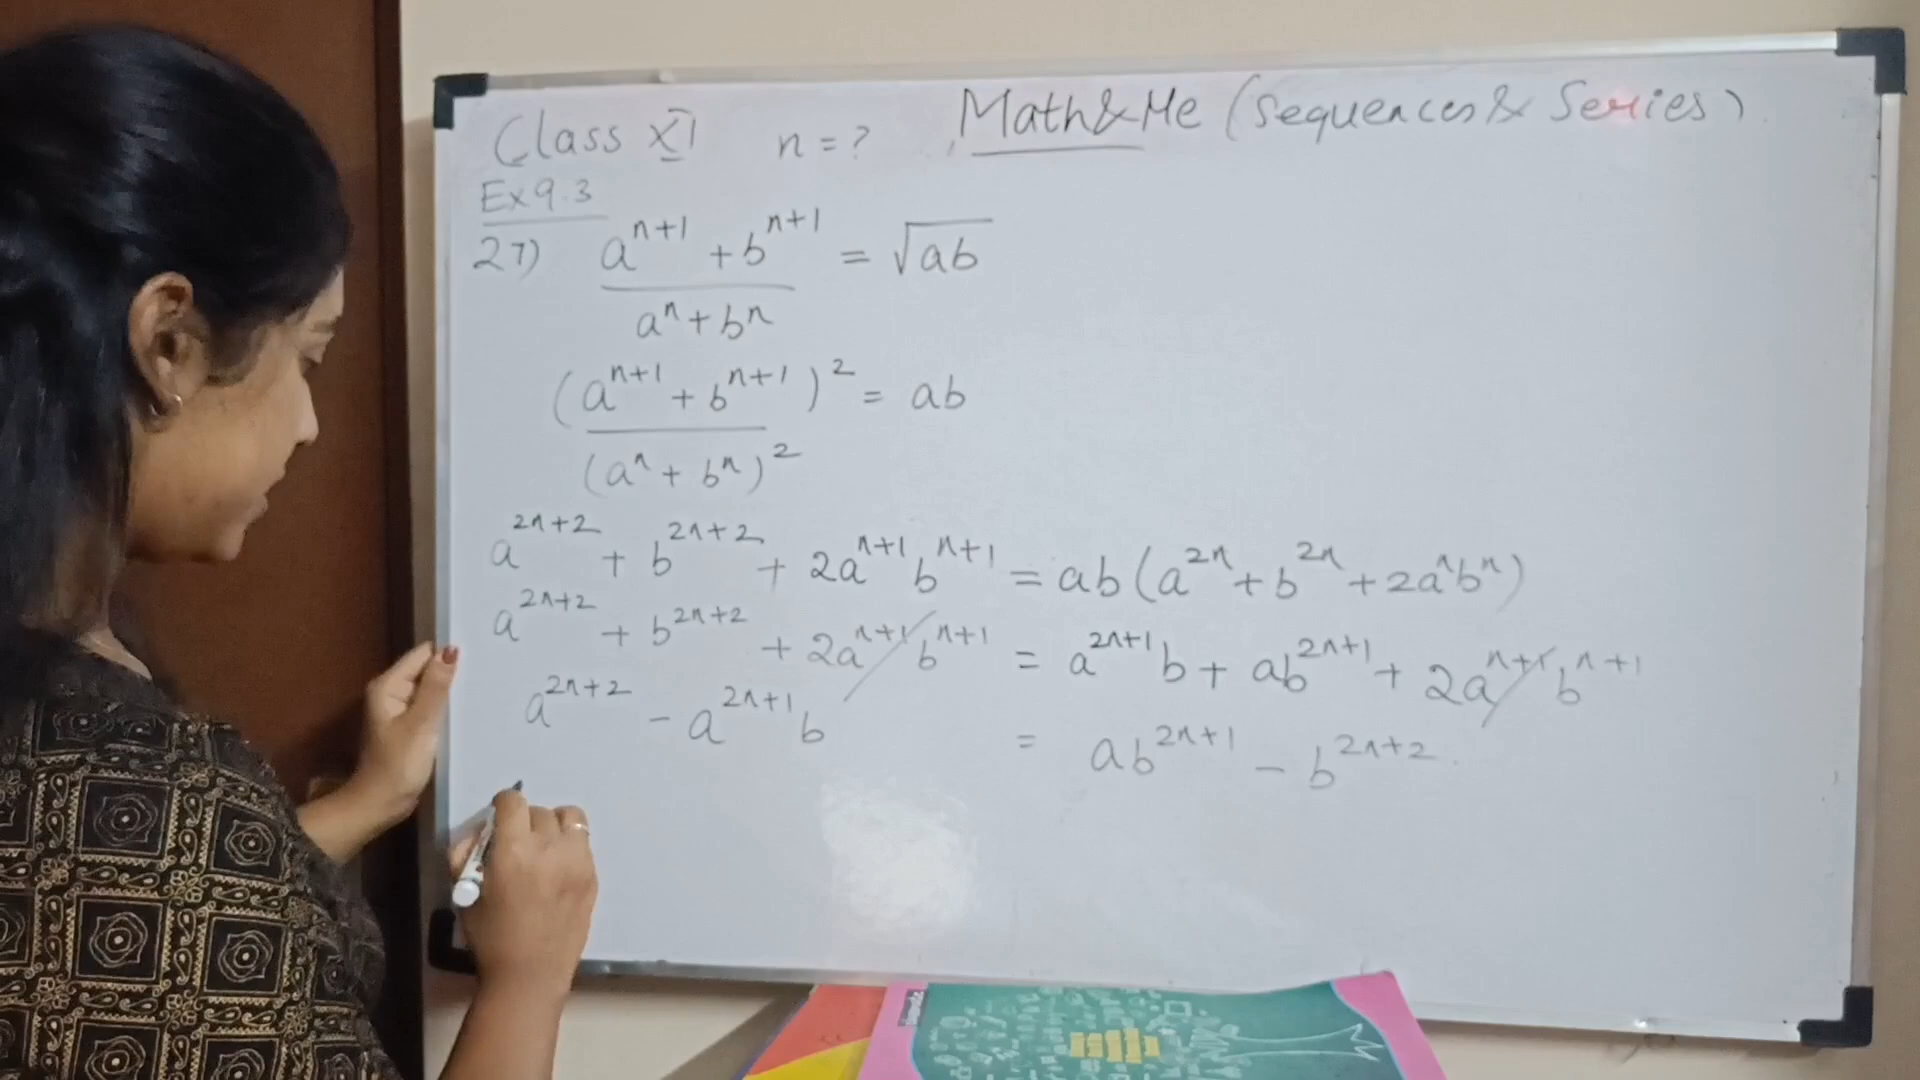 Class XI n = ? Math&Me (Sequences & Series)
Ex 9.3
27) a^{n+1} + b^{n+1} = √ab
a^n + b^n
(a^{n+1} + b^{n+1})^2 = ab
(a^n + b^n)^2
a^{2n+2} + b^{2n+2} + 2a^{n+1}b^{n+1} = ab(a^{2n} + b^{2n} + 2a^n b^n)
a^{2n+2} + b^{2n+2} + 2a^{n+1}b^{n+1} = a^{2n+1}b + ab^{2n+1} + 2a^{n+1}b^{n+1}
a^{2n+2} - a^{2n+1}b = ab^{2n+1} - b^{2n+2}